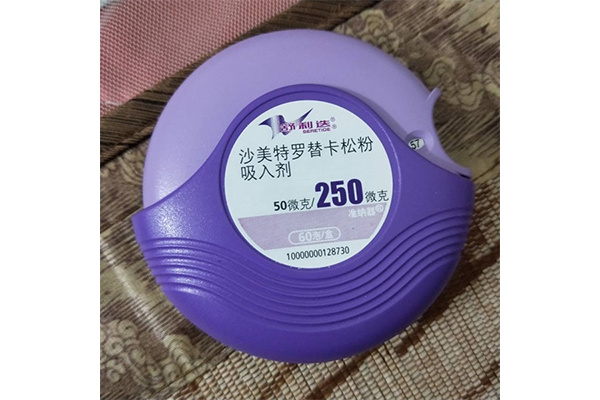 舒利迭®
SERETIDE®
沙美特罗替卡松粉
吸入剂
50微克/250微克
准纳器®
60泡/盒
10000000128730